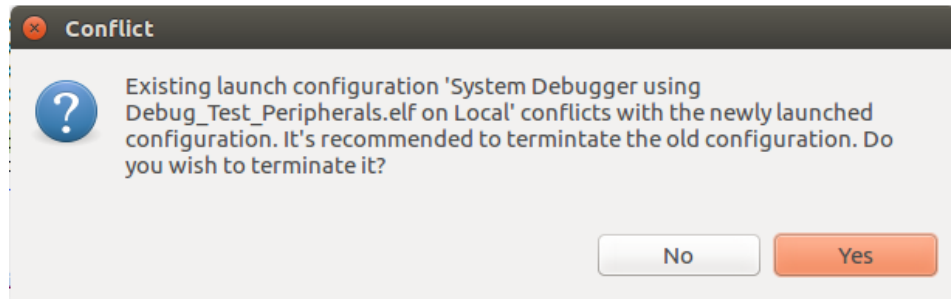 Conflict
Existing launch configuration 'System Debugger using
Debug_Test_Peripherals.elf on Local' conflicts with the newly launched
configuration. It's recommended to termintate the old configuration. Do
you wish to terminate it?
No
Yes